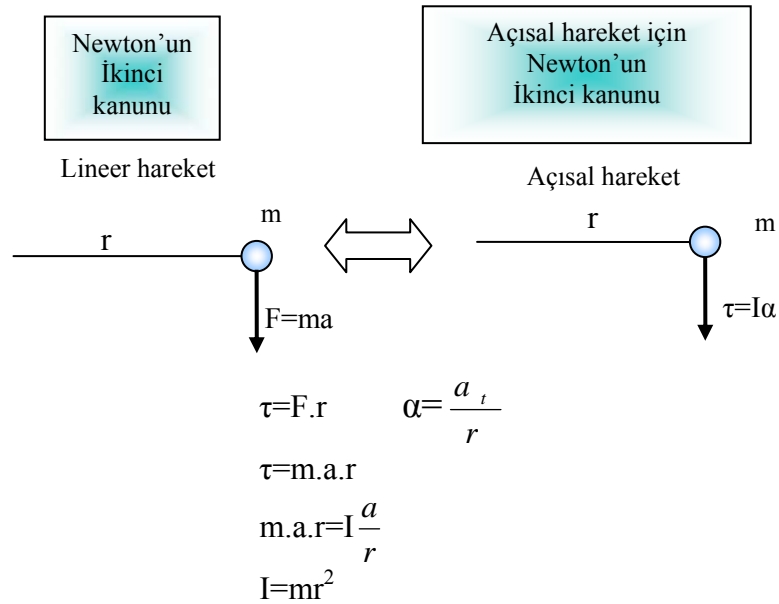 Newton’un
İkinci
kanunu
Açısal hareket için
Newton’un
İkinci kanunu
Lineer hareket
Açısal hareket
r
m
r
m
F=ma
τ=Iα
τ=F.r α=a_t/r
τ=m.a.r
m.a.r=I a/r
I=mr²